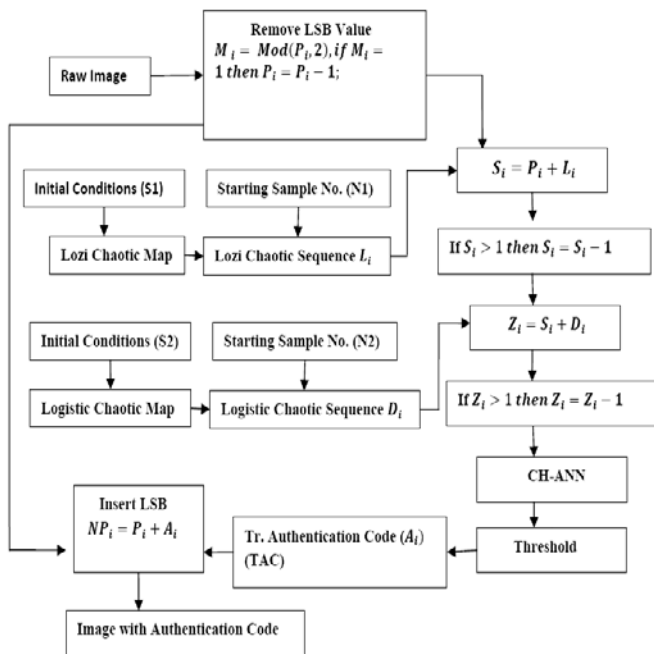 Remove LSB Value
M_i = Mod(P_i, 2), if M_i =
1 then P_i = P_i − 1;
Raw Image
S_i = P_i + L_i
Initial Conditions (S1)
Starting Sample No. (N1)
Lozi Chaotic Map
Lozi Chaotic Sequence L_i
If S_i > 1 then S_i = S_i − 1
Z_i = S_i + D_i
Initial Conditions (S2)
Starting Sample No. (N2)
Logistic Chaotic Map
Logistic Chaotic Sequence D_i
If Z_i > 1 then Z_i = Z_i − 1
CH-ANN
Insert LSB
NP_i = P_i + A_i
Tr. Authentication Code (A_i)
(TAC)
Threshold
Image with Authentication Code